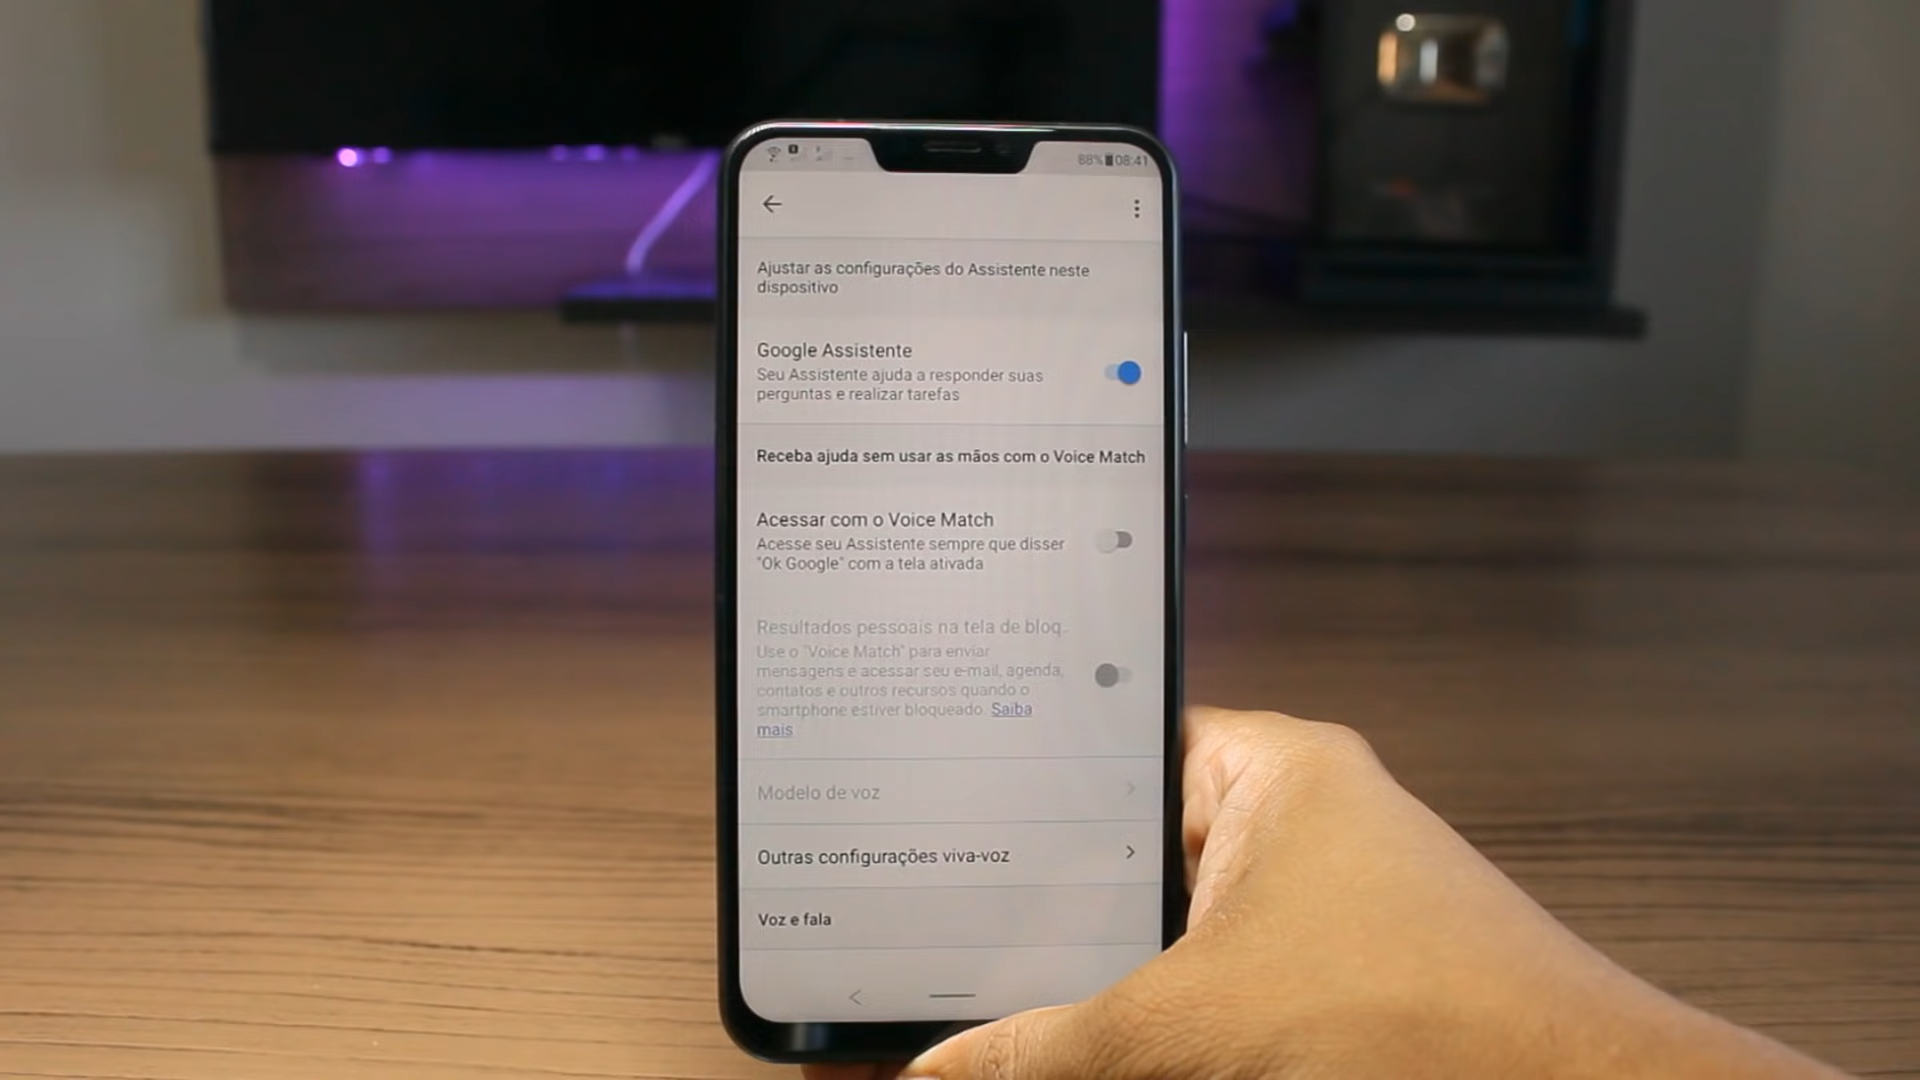 88% 08:41
Ajustar as configurações do Assistente neste
dispositivo
Google Assistente
Seu Assistente ajuda a responder suas
perguntas e realizar tarefas
Receba ajuda sem usar as mãos com o Voice Match
Acessar com o Voice Match
Acesse seu Assistente sempre que disser
"Ok Google" com a tela ativada
Resultados pessoais na tela de bloq..
Use o "Voice Match" para enviar
mensagens e acessar seu e-mail, agenda,
contatos e outros recursos quando o
smartphone estiver bloqueado. Saiba
mais
Modelo de voz
Outras configurações viva-voz
Voz e fala